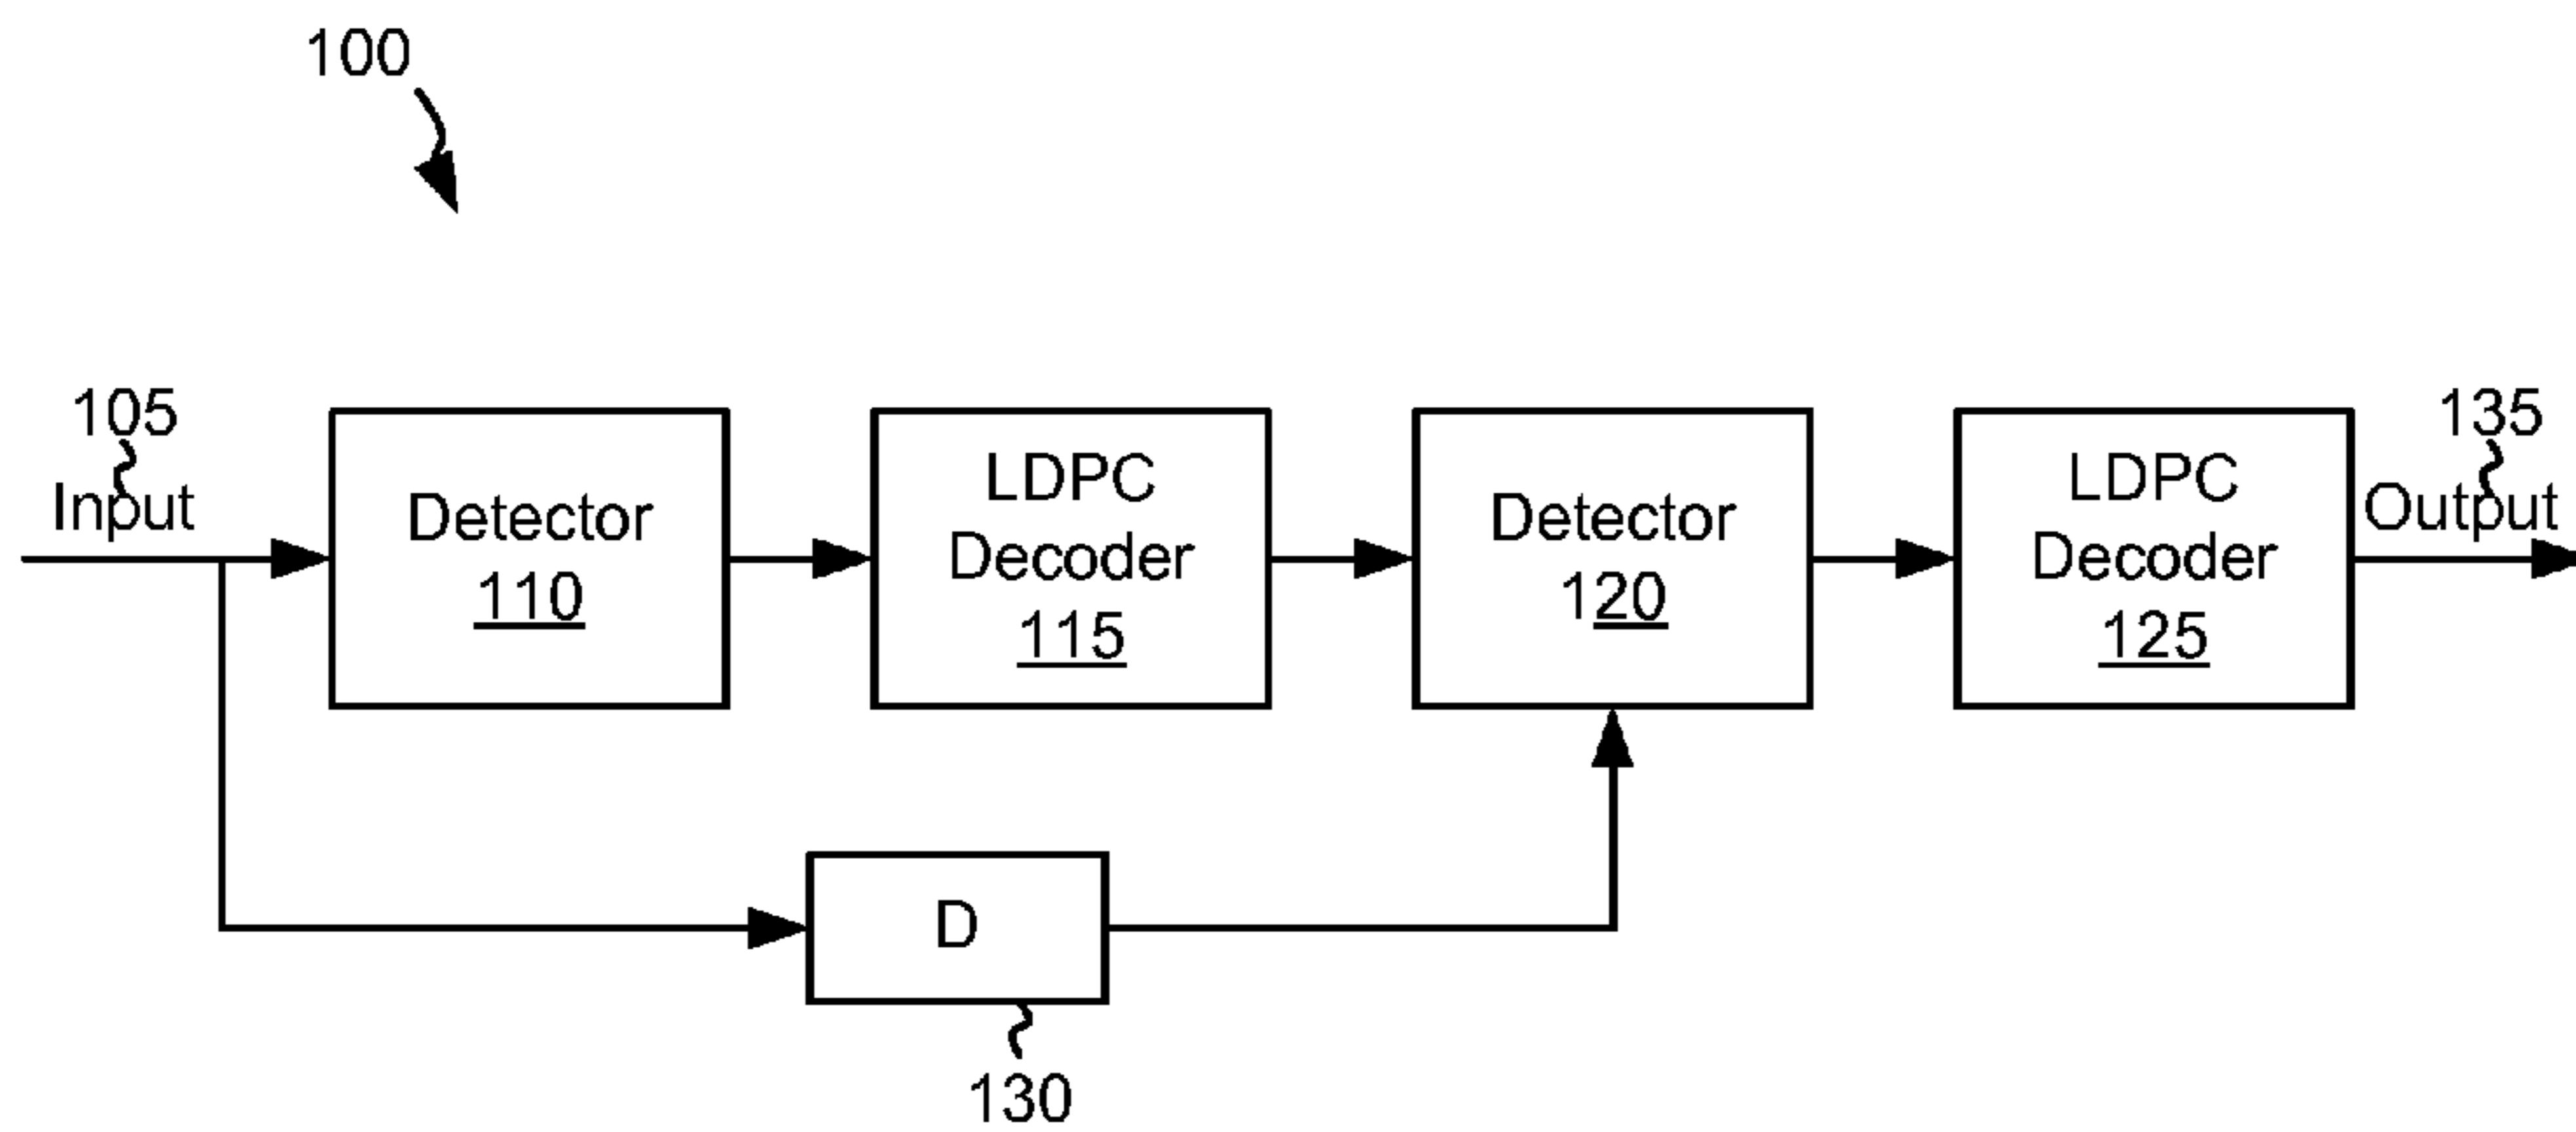 100
105
Input
Detector
110
LDPC
Decoder
115
Detector
120
LDPC
Decoder
125
135
Output
D
130